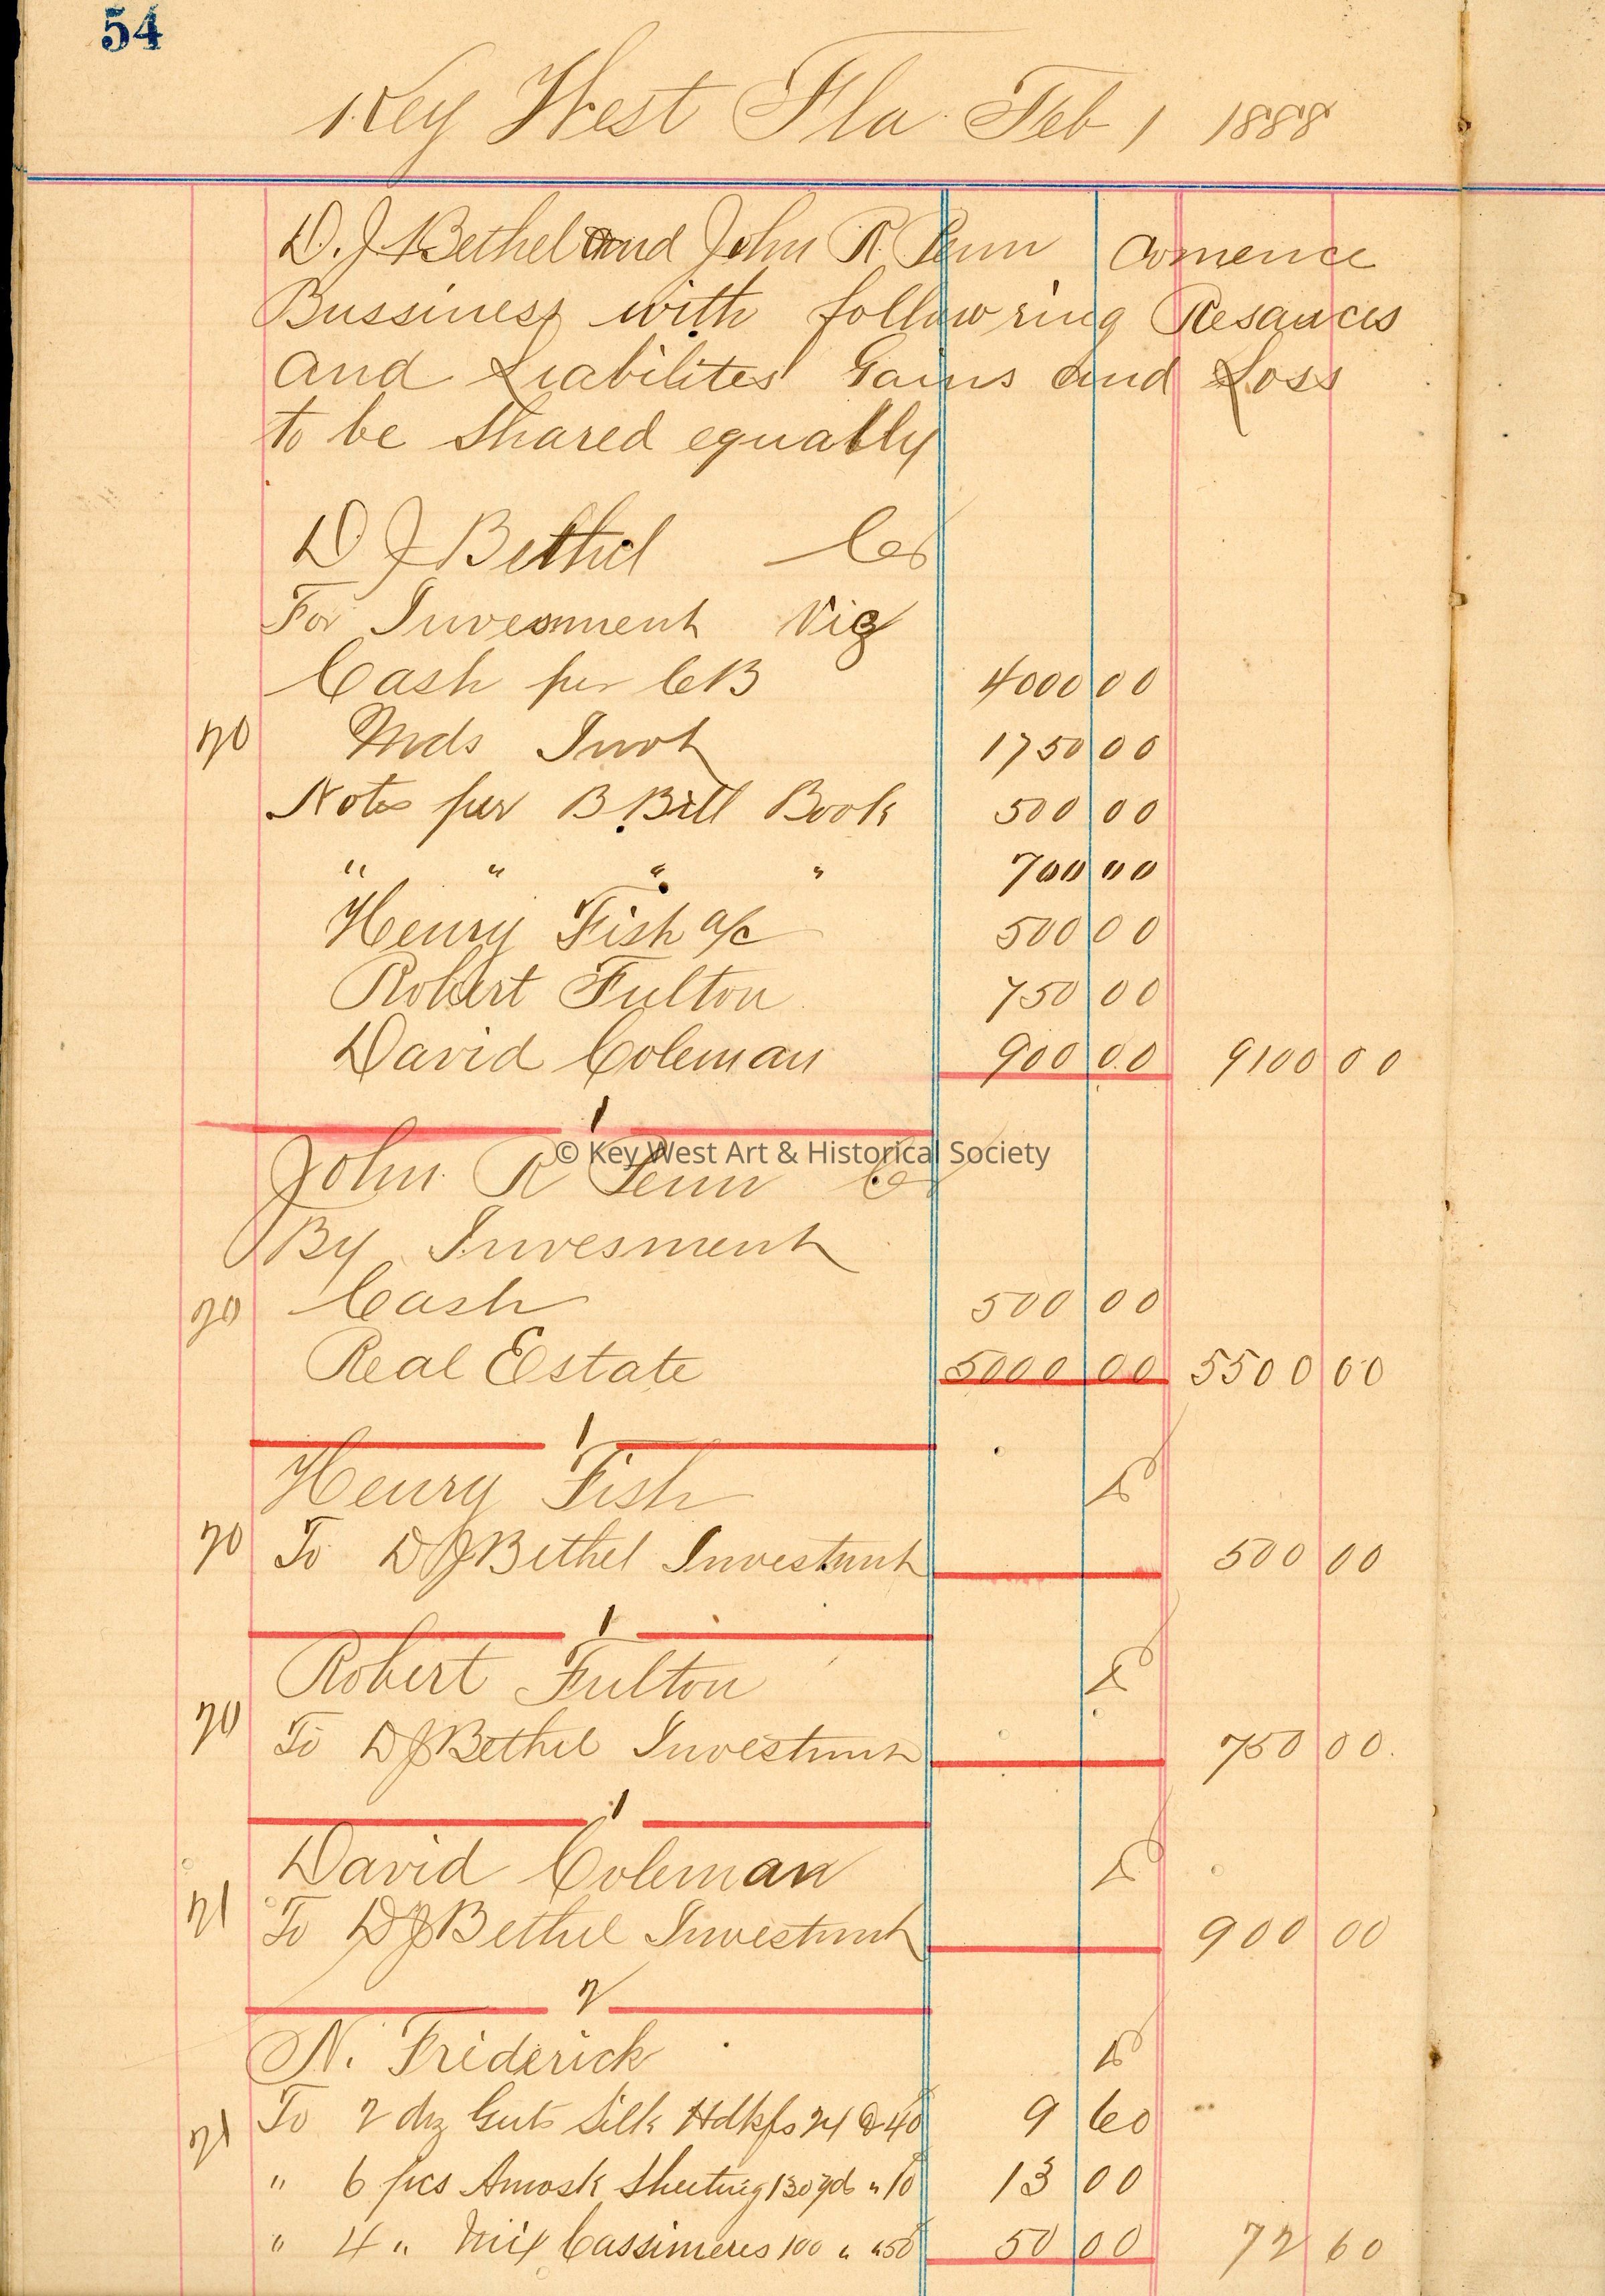 54
Key West Fla. Feb 1 1888
D. J. Bethel and John R. Penn Comence
Bussiness with following Resauces
and Liabilites Gains and Loss
to be Shared equally
D J Bethel Cr
For Invesmment Viz
Cash per CB 4000 00
70 Mds Invt 1750 00
Notes per B. Bill Book 500 00
" " " " 700 00
Henry Fish a/c 500 00
Robert Fulton 750 00
David Coleman 900 00 9100 00
1
© Key West Art & Historical Society
John R Penn Cr
By Invesment
70 Cash 500 00
Real Estate 5000 00 5500 00
1
Henry Fish Dr
70 To D J Bethel Investment 500 00
1
Robert Fulton Dr
70 To D J Bethel Investment 750 00.
1
David Coleman Dr
71 To D J Bethel Investment 900 00
2
N. Friderick Dr
71 To 2 dz Gents Silk Hdkfs 24 @ 40 9 60
" 6 pcs Amosk Sheeting 130 yds " 10 13 00
" 4 " Mix Cassimeres 100 " " 50 50 00 72 60